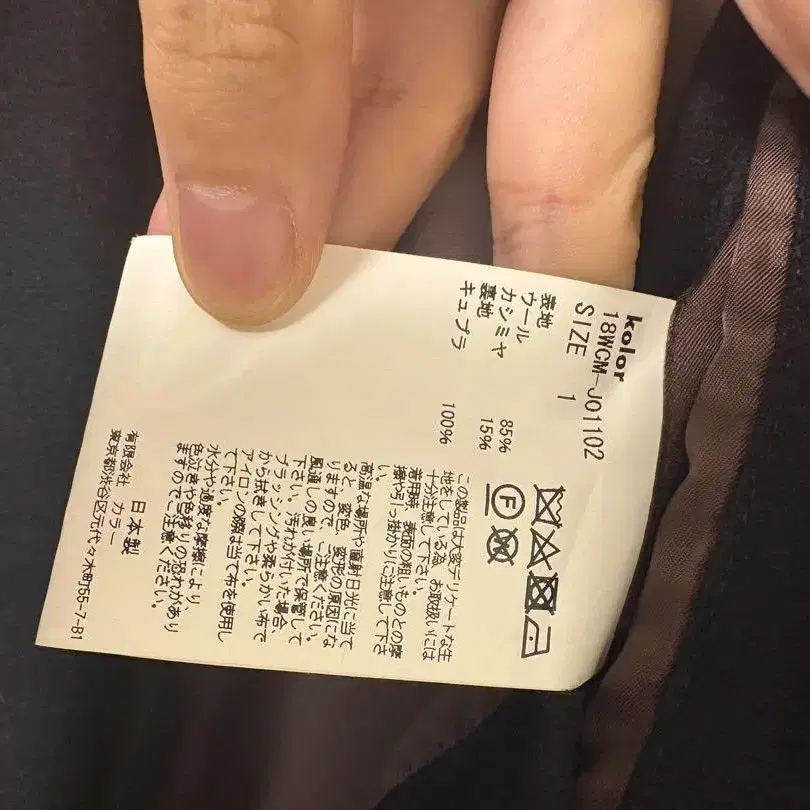 kolor
18WCM-J01102
SIZE 1
表地
ウール 85%
カシミヤ 15%
裏地
キュプラ 100%
F
この製品は大変デリケートな生
地をしている為、お取扱いには
十分注意して下さい。
着用時、表面の粗いものとの摩
擦や引っ掛かりに注意して下さ
い。
高温な場所や直射日光に当て
ると、変色、変形の原因にな
りますので、ご注意ください。
風通しの良い場所で保管して
下さい。汚れが付いた場合、
ブラッシングや柔らかい布で
から拭きして下さい。
アイロンの際は当て布を使用し
て下さい。
水分や過度な摩擦により
色泣きや色移りの恐れがあり
ますのでご注意ください。
日本製
有限会社 カラー
東京都渋谷区元代々木町55-7-B1